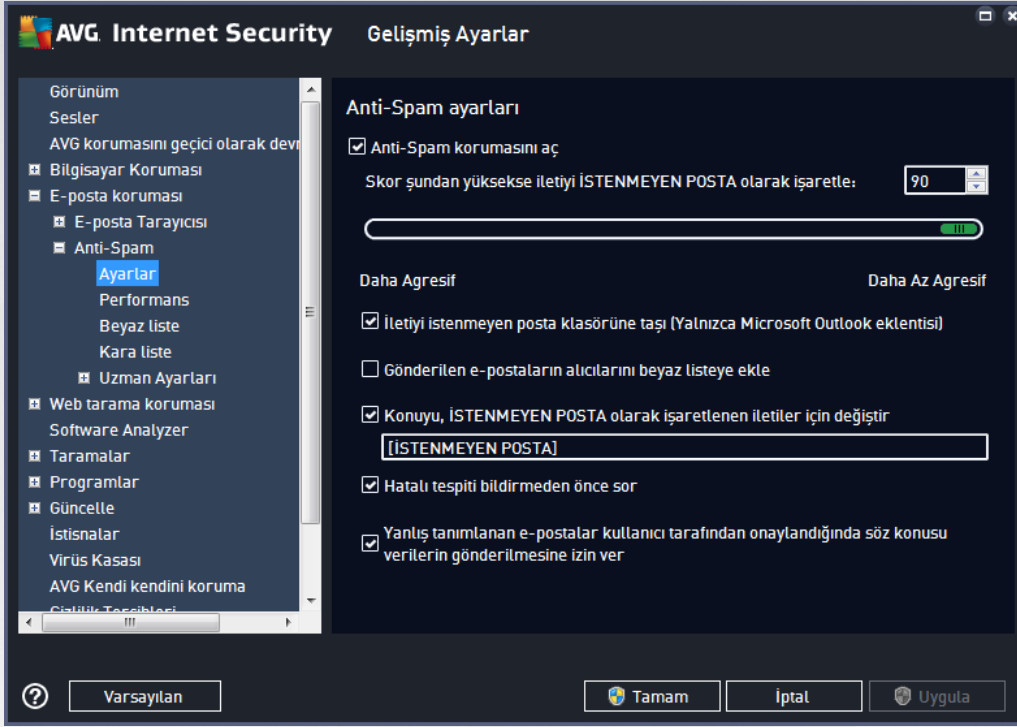 AVG Internet Security Gelişmiş Ayarlar
Görünüm
Sesler
AVG korumasını geçici olarak devr
Bilgisayar Koruması
E-posta koruması
E-posta Tarayıcısı
Anti-Spam
Ayarlar
Performans
Beyaz liste
Kara liste
Uzman Ayarları
Web tarama koruması
Software Analyzer
Taramalar
Programlar
Güncelle
İstisnalar
Virüs Kasası
AVG Kendi kendini koruma
Gizlilik Tercihleri
Anti-Spam ayarları
Anti-Spam korumasını aç
Skor şundan yüksekse iletiyi İSTENMEYEN POSTA olarak işaretle: 90
Daha Agresif Daha Az Agresif
İletiyi istenmeyen posta klasörüne taşı (Yalnızca Microsoft Outlook eklentisi)
Gönderilen e-postaların alıcılarını beyaz listeye ekle
Konuyu, İSTENMEYEN POSTA olarak işaretlenen iletiler için değiştir
[İSTENMEYEN POSTA]
Hatalı tespiti bildirmeden önce sor
Yanlış tanımlanan e-postalar kullanıcı tarafından onaylandığında söz konusu
verilerin gönderilmesine izin ver
? Varsayılan Tamam İptal Uygula